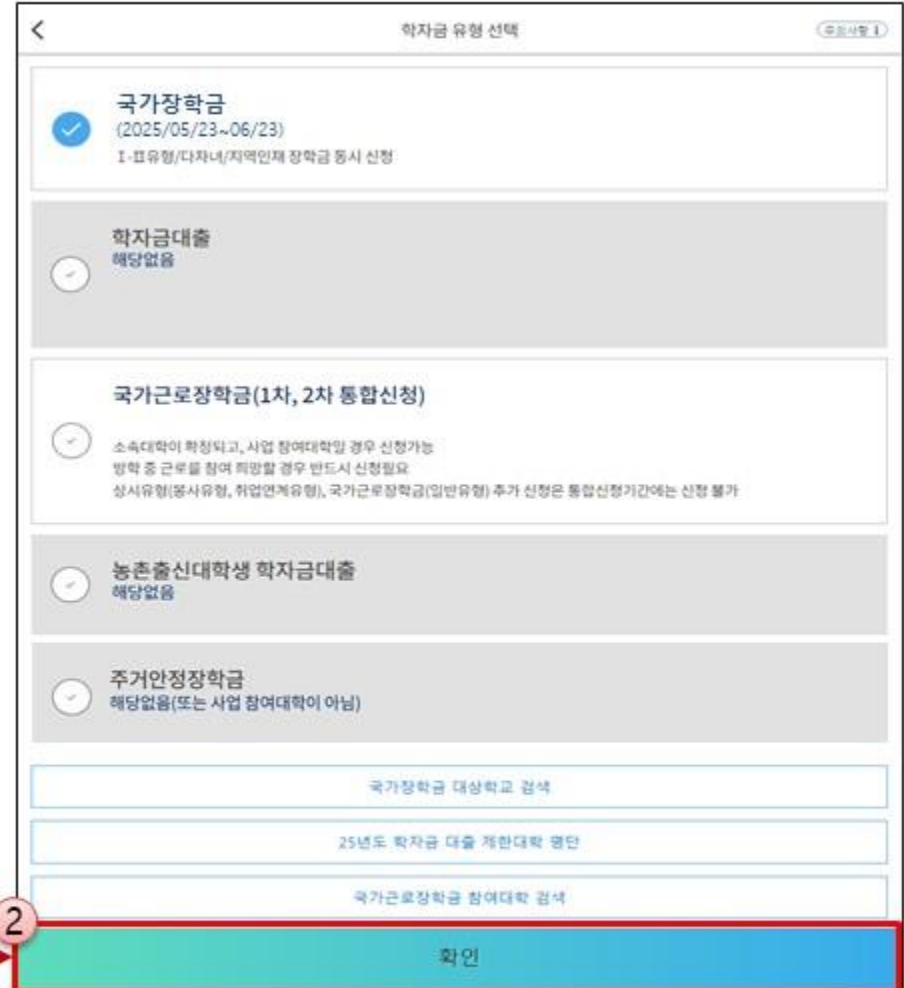 학자금 유형 선택
주의사항
국가장학금
(2025/05/23~06/23)
Ⅰ·Ⅱ유형/다자녀/지역인재 장학금 동시 신청
학자금대출
해당없음
국가근로장학금(1차, 2차 통합신청)
소속대학이 확정되고, 사업 참여대학일 경우 신청가능
방학 중 근로를 참여 희망할 경우 반드시 신청필요
상시유형(봉사유형, 취업연계유형), 국가근로장학금(일반유형) 추가 신청은 통합신청기간에는 신청 불가
농촌출신대학생 학자금대출
해당없음
주거안정장학금
해당없음(또는 사업 참여대학이 아님)
국가장학금 대상학교 검색
25년도 학자금 대출 제한대학 명단
국가근로장학금 참여대학 검색
2
확인